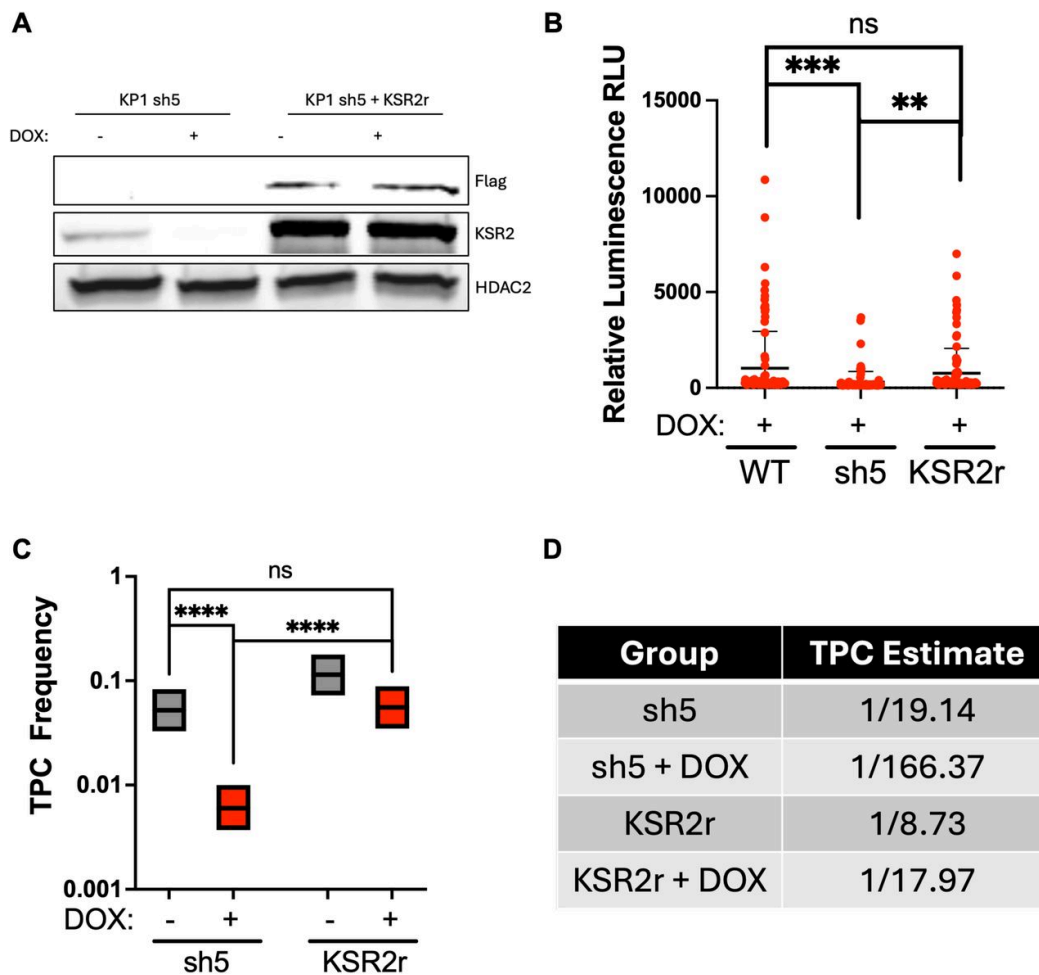 A
KP1 sh5 KP1 sh5 + KSR2r
DOX: - + - +
Flag
KSR2
HDAC2
B
ns
*** **
Relative Luminescence RLU
15000
10000
5000
0
DOX: + + +
WT sh5 KSR2r
C
ns
**** ****
TPC Frequency
1
0.1
0.01
0.001
DOX: - + - +
sh5 KSR2r
D
Group TPC Estimate
sh5 1/19.14
sh5 + DOX 1/166.37
KSR2r 1/8.73
KSR2r + DOX 1/17.97